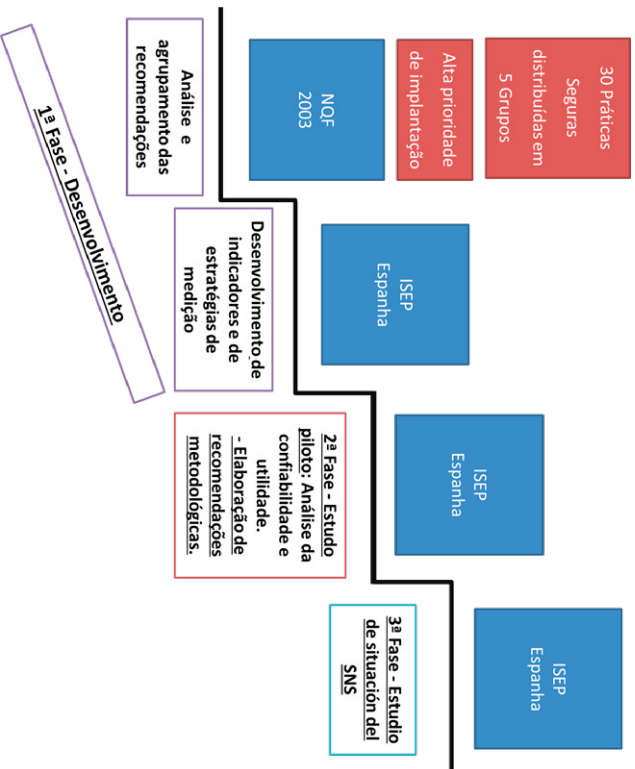 30 Práticas
Seguras
distribuídas em
5 Grupos
Alta prioridade
de implantação
NQF
2003
Análise e
agrupamento das
recomendações
1ª Fase - Desenvolvimento
ISEP
Espanha
Desenvolvimento de
indicadores e de
estratégias de
medição
ISEP
Espanha
2ª Fase - Estudo
piloto: Análise da
confiabilidade e
utilidade.
- Elaboração de
recomendações
metodológicas.
ISEP
Espanha
3ª Fase - Estudio
de situación del
SNS